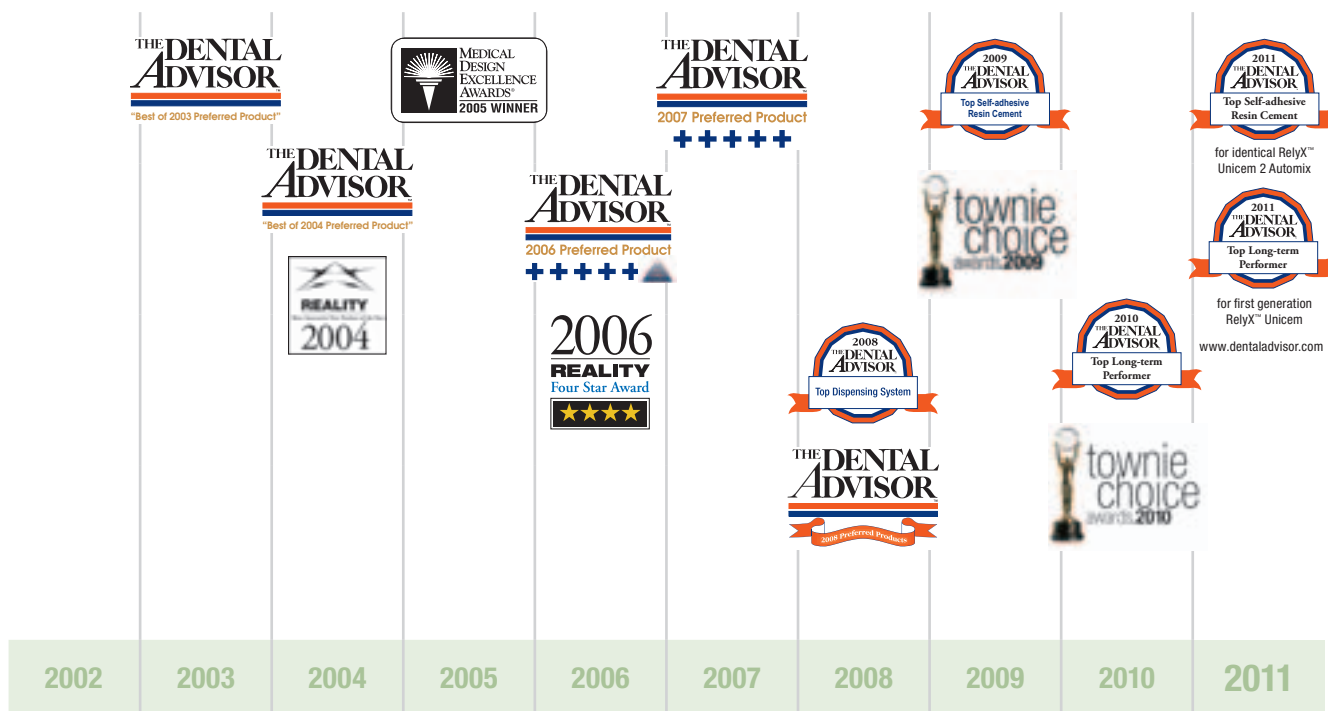 THE DENTAL
ADVISOR™
“Best of 2003 Preferred Product”
THE DENTAL
ADVISOR™
“Best of 2004 Preferred Product”
REALITY
2004
MEDICAL
DESIGN
EXCELLENCE
AWARDS®
2005 WINNER
THE DENTAL
ADVISOR™
2006 Preferred Product
2006
REALITY
Four Star Award
THE DENTAL
ADVISOR™
2007 Preferred Product
2008
THE DENTAL
ADVISOR
Top Dispensing System
THE DENTAL
ADVISOR™
2008 Preferred Products
2009
THE DENTAL
ADVISOR
Top Self-adhesive
Resin Cement
townie
choice
awards.2009
2010
THE DENTAL
ADVISOR
Top Long-term
Performer
townie
choice
awards.2010
2011
THE DENTAL
ADVISOR
Top Self-adhesive
Resin Cement
for identical RelyX™
Unicem 2 Automix
2011
THE DENTAL
ADVISOR
Top Long-term
Performer
for first generation
RelyX™ Unicem
www.dentaladvisor.com
2002 2003 2004 2005 2006 2007 2008 2009 2010 2011